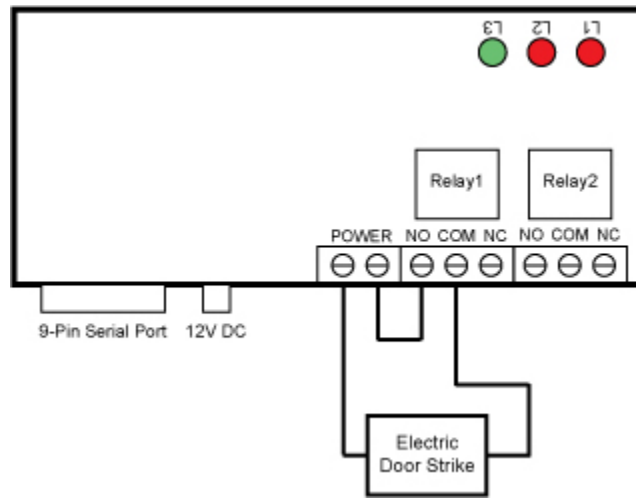 L3 L2 L1
Relay1 Relay2
POWER NO COM NC NO COM NC
9-Pin Serial Port 12V DC
Electric
Door Strike